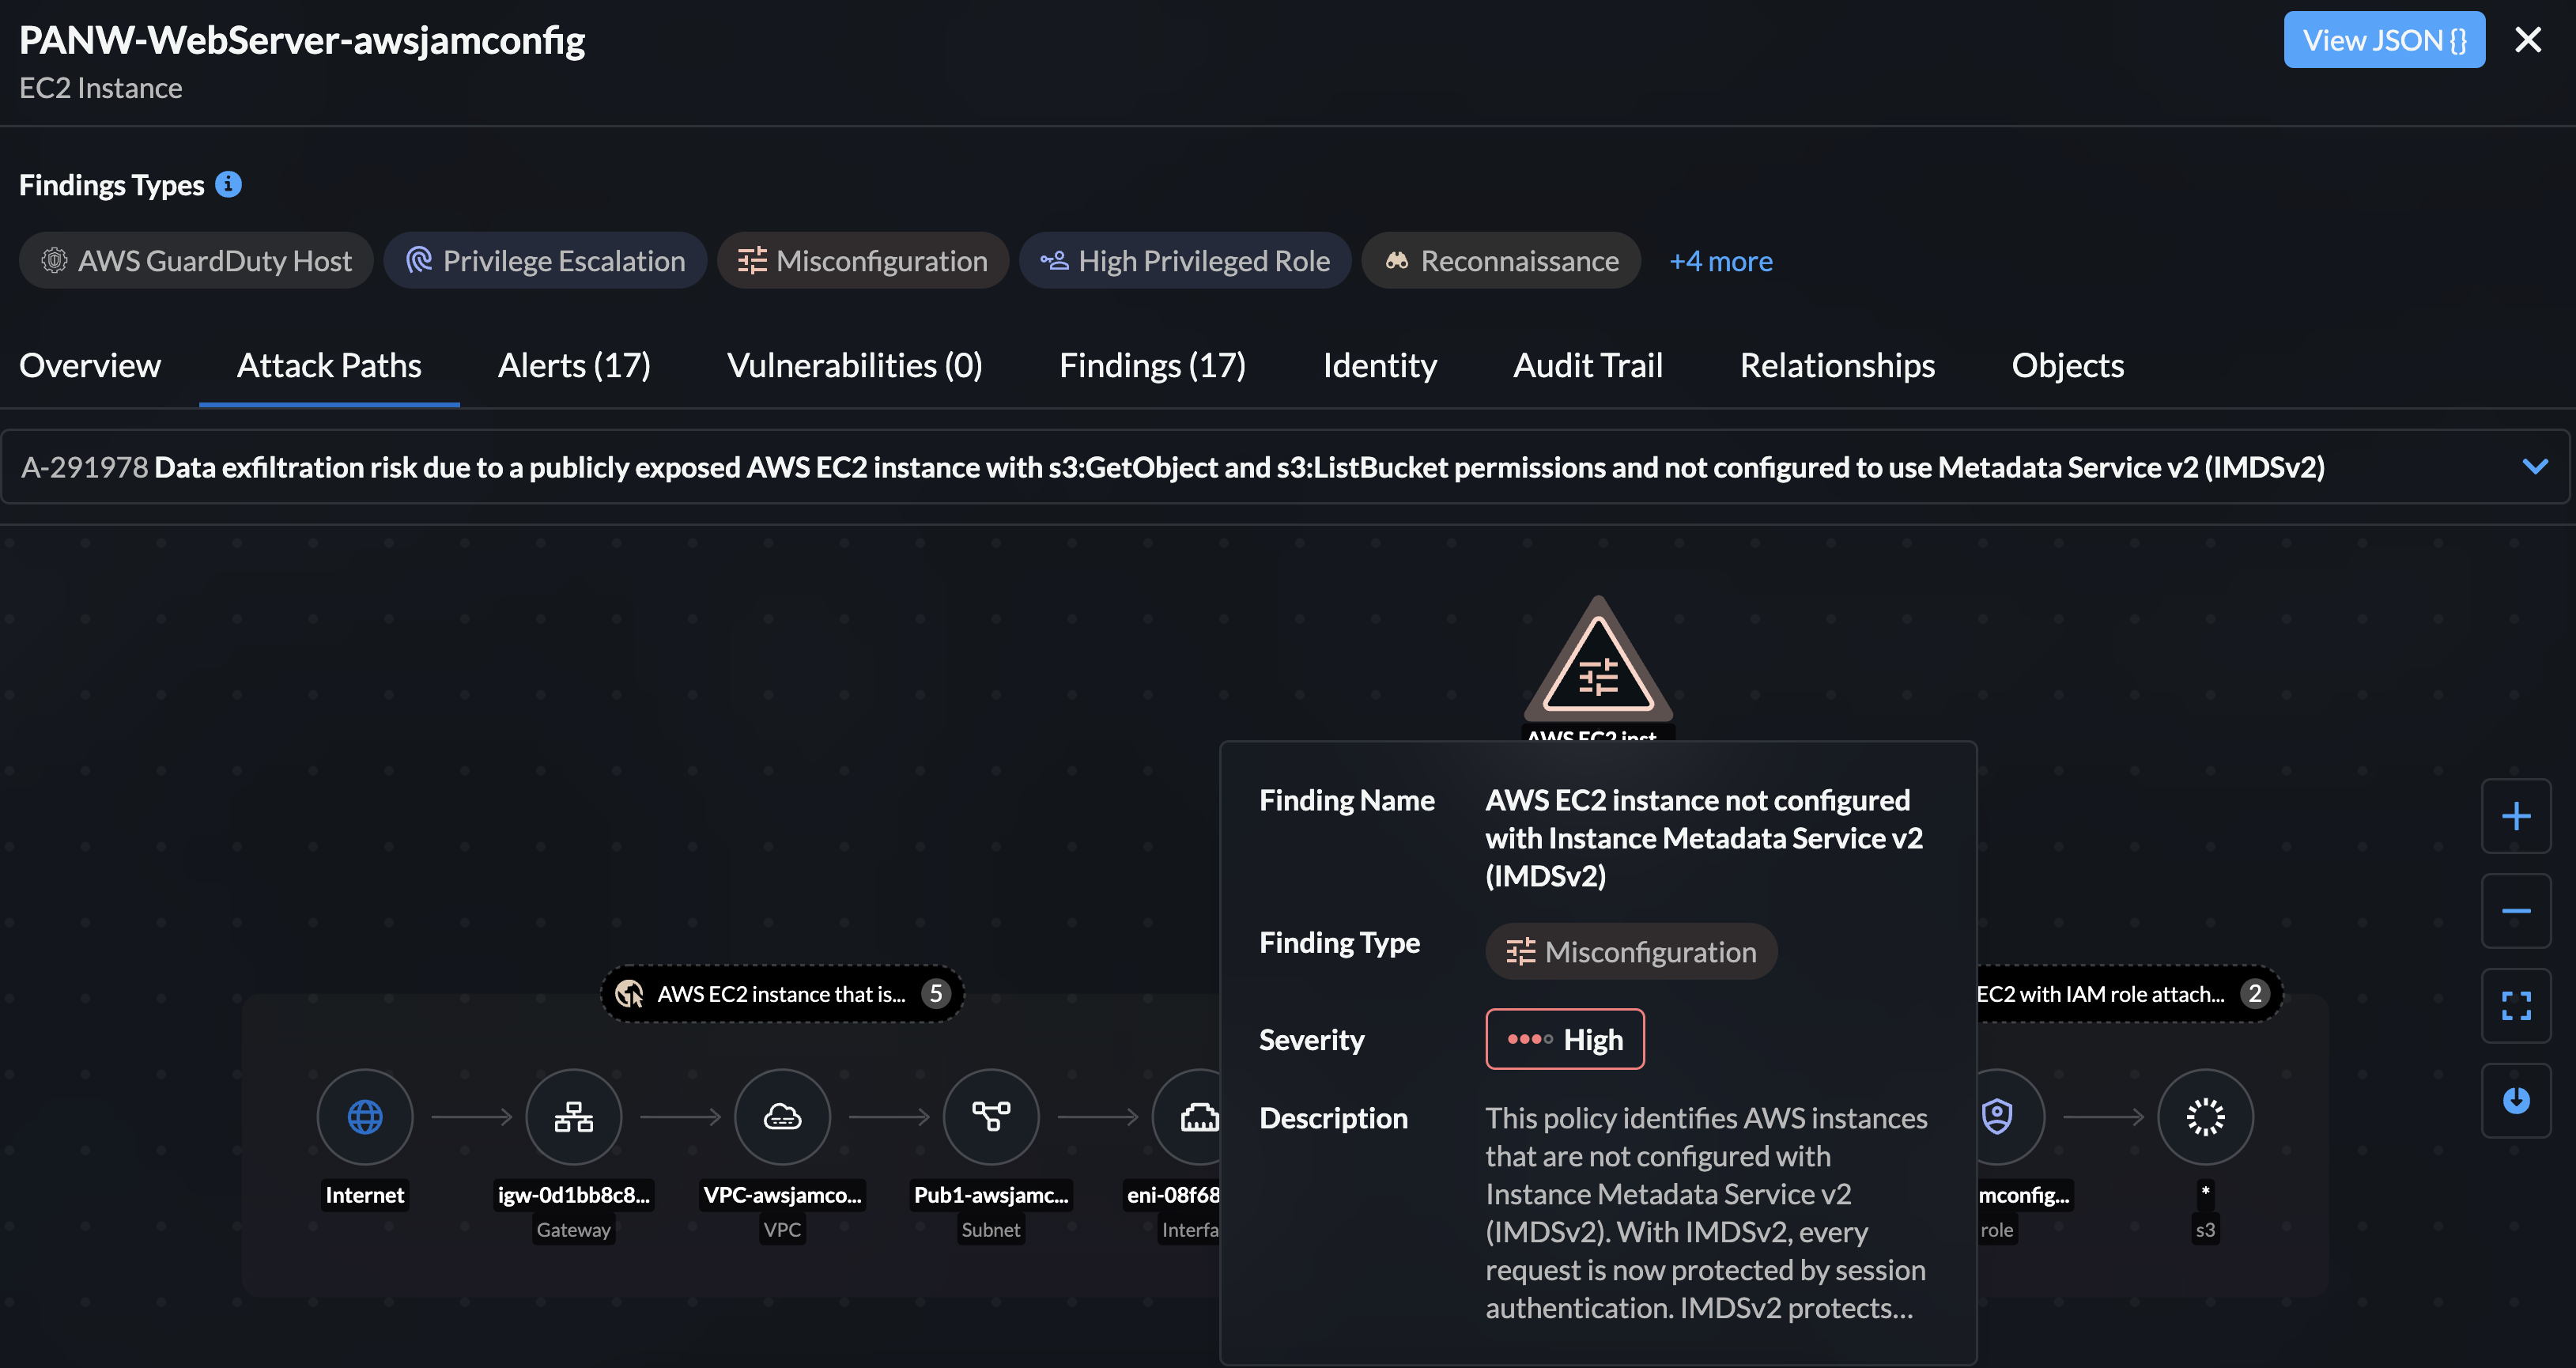 PANW-WebServer-awsjamconfig
View JSON {}
EC2 Instance
Findings Types
AWS GuardDuty Host
Privilege Escalation
Misconfiguration
High Privileged Role
Reconnaissance
+4 more
Overview
Attack Paths
Alerts (17)
Vulnerabilities (0)
Findings (17)
Identity
Audit Trail
Relationships
Objects
A-291978 Data exfiltration risk due to a publicly exposed AWS EC2 instance with s3:GetObject and s3:ListBucket permissions and not configured to use Metadata Service v2 (IMDSv2)
AWS EC2 inst...
Finding Name
AWS EC2 instance not configured
with Instance Metadata Service v2
(IMDSv2)
Finding Type
Misconfiguration
Severity
High
Description
This policy identifies AWS instances
that are not configured with
Instance Metadata Service v2
(IMDSv2). With IMDSv2, every
request is now protected by session
authentication. IMDSv2 protects...
AWS EC2 instance that is... 5
EC2 with IAM role attach... 2
Internet
igw-0d1bb8c8...
Gateway
VPC-awsjamco...
VPC
Pub1-awsjamc...
Subnet
eni-08f68
Interfa
mconfig...
role
*
s3